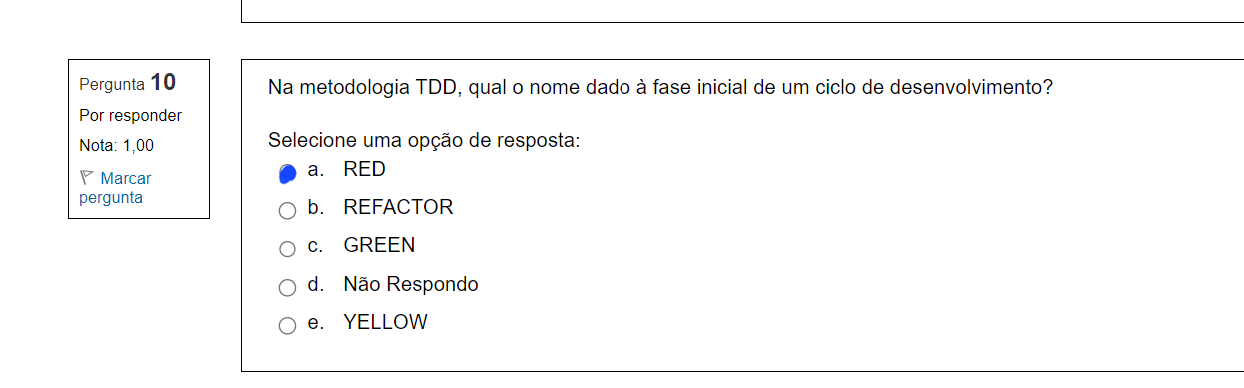 Pergunta 10
Por responder
Nota: 1,00
Marcar
pergunta
Na metodologia TDD, qual o nome dado à fase inicial de um ciclo de desenvolvimento?
Selecione uma opção de resposta:
a. RED
b. REFACTOR
c. GREEN
d. Não Respondo
e. YELLOW